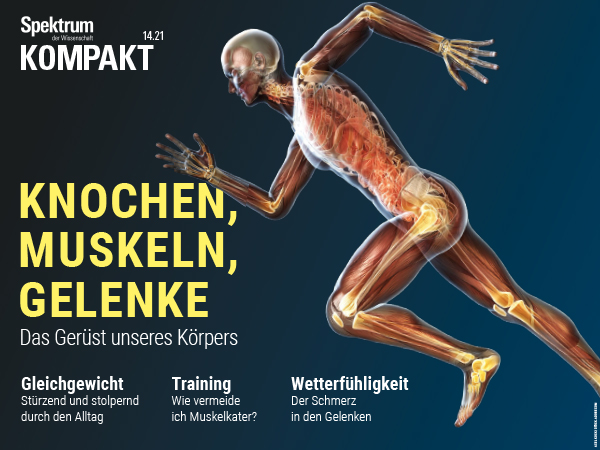 Spektrum
der Wissenschaft
14.21
KOMPAKT
KNOCHEN,
MUSKELN,
GELENKE
Das Gerüst unseres Körpers
Gleichgewicht
Stürzend und stolpernd
durch den Alltag
Training
Wie vermeide
ich Muskelkater?
Wetterfühligkeit
Der Schmerz
in den Gelenken